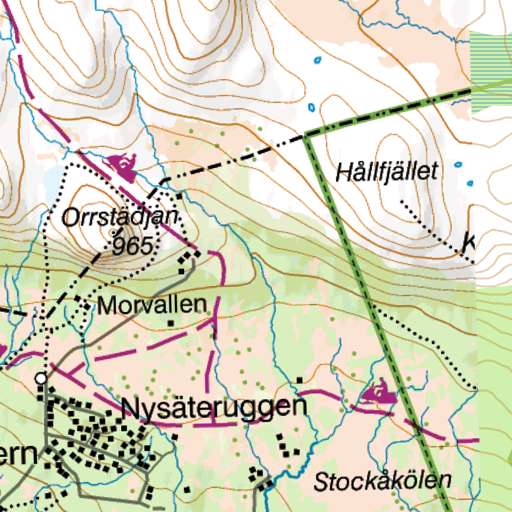 Hållfjället
Orrstädjan
965
K
Morvallen
Nysäteruggen
ern
Stockåkölen